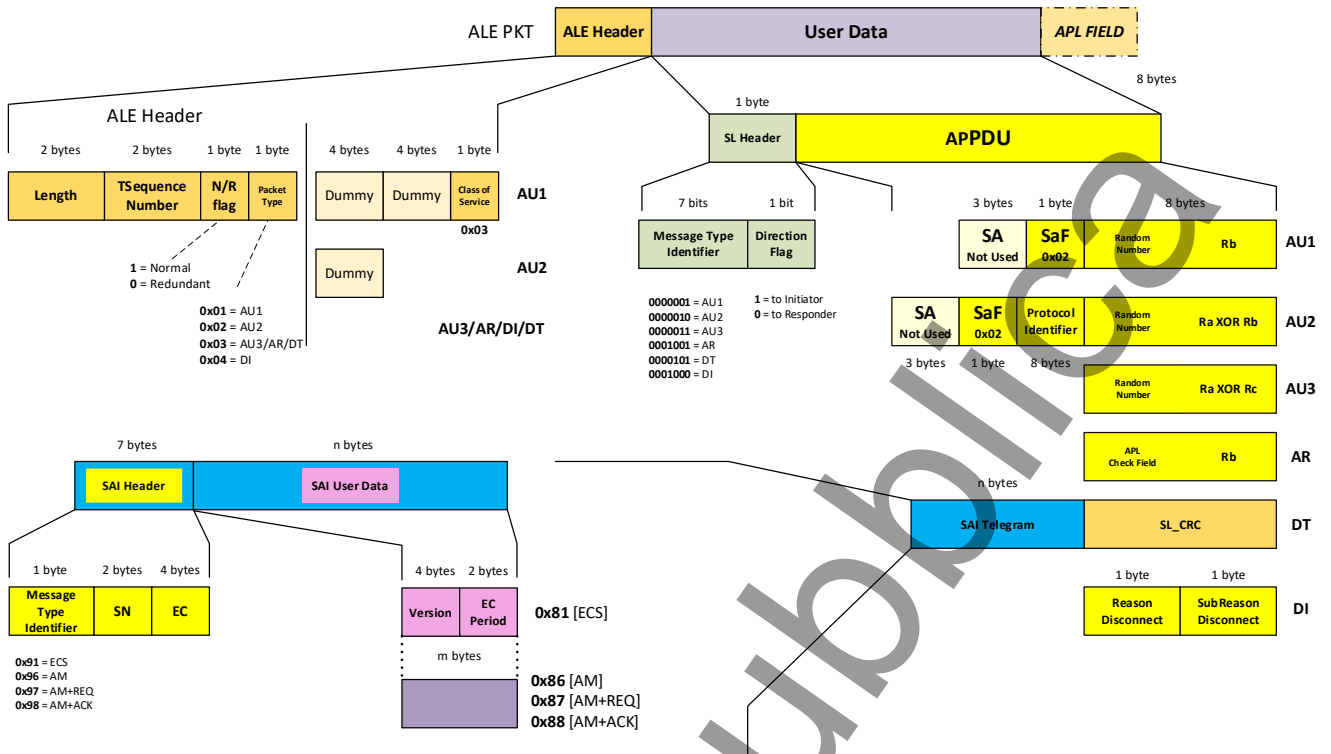 ALE PKT
ALE Header
User Data
APL FIELD
8 bytes
ALE Header
2 bytes
2 bytes
1 byte
1 byte
Length
TSequence
Number
N/R
flag
Packet
Type
4 bytes
4 bytes
1 byte
Dummy
Dummy
Class of
Service
AU1
0x03
Dummy
AU2
AU3/AR/DI/DT
1 = Normal
0 = Redundant
0x01 = AU1
0x02 = AU2
0x03 = AU3/AR/DT
0x04 = DI
1 byte
SL Header
APPDU
7 bits
1 bit
Message Type
Identifier
Direction
Flag
0000001 = AU1
0000010 = AU2
0000011 = AU3
0001001 = AR
0000101 = DT
0001000 = DI
1 = to Initiator
0 = to Responder
3 bytes
1 byte
8 bytes
SA
Not Used
SaF
0x02
Random
Number
Rb
AU1
SA
Not Used
SaF
0x02
Protocol
Identifier
Random
Number
Ra XOR Rb
AU2
3 bytes
1 byte
8 bytes
Random
Number
Ra XOR Rc
AU3
APL
Check Field
Rb
AR
n bytes
SAI Telegram
SL_CRC
DT
1 byte
1 byte
Reason
Disconnect
SubReason
Disconnect
DI
7 bytes
n bytes
SAI Header
SAI User Data
1 byte
2 bytes
4 bytes
Message
Type
Identifier
SN
EC
0x91 = ECS
0x96 = AM
0x97 = AM+REQ
0x98 = AM+ACK
4 bytes
2 bytes
Version
EC
Period
0x81 [ECS]
m bytes
0x86 [AM]
0x87 [AM+REQ]
0x88 [AM+ACK]
ubblica